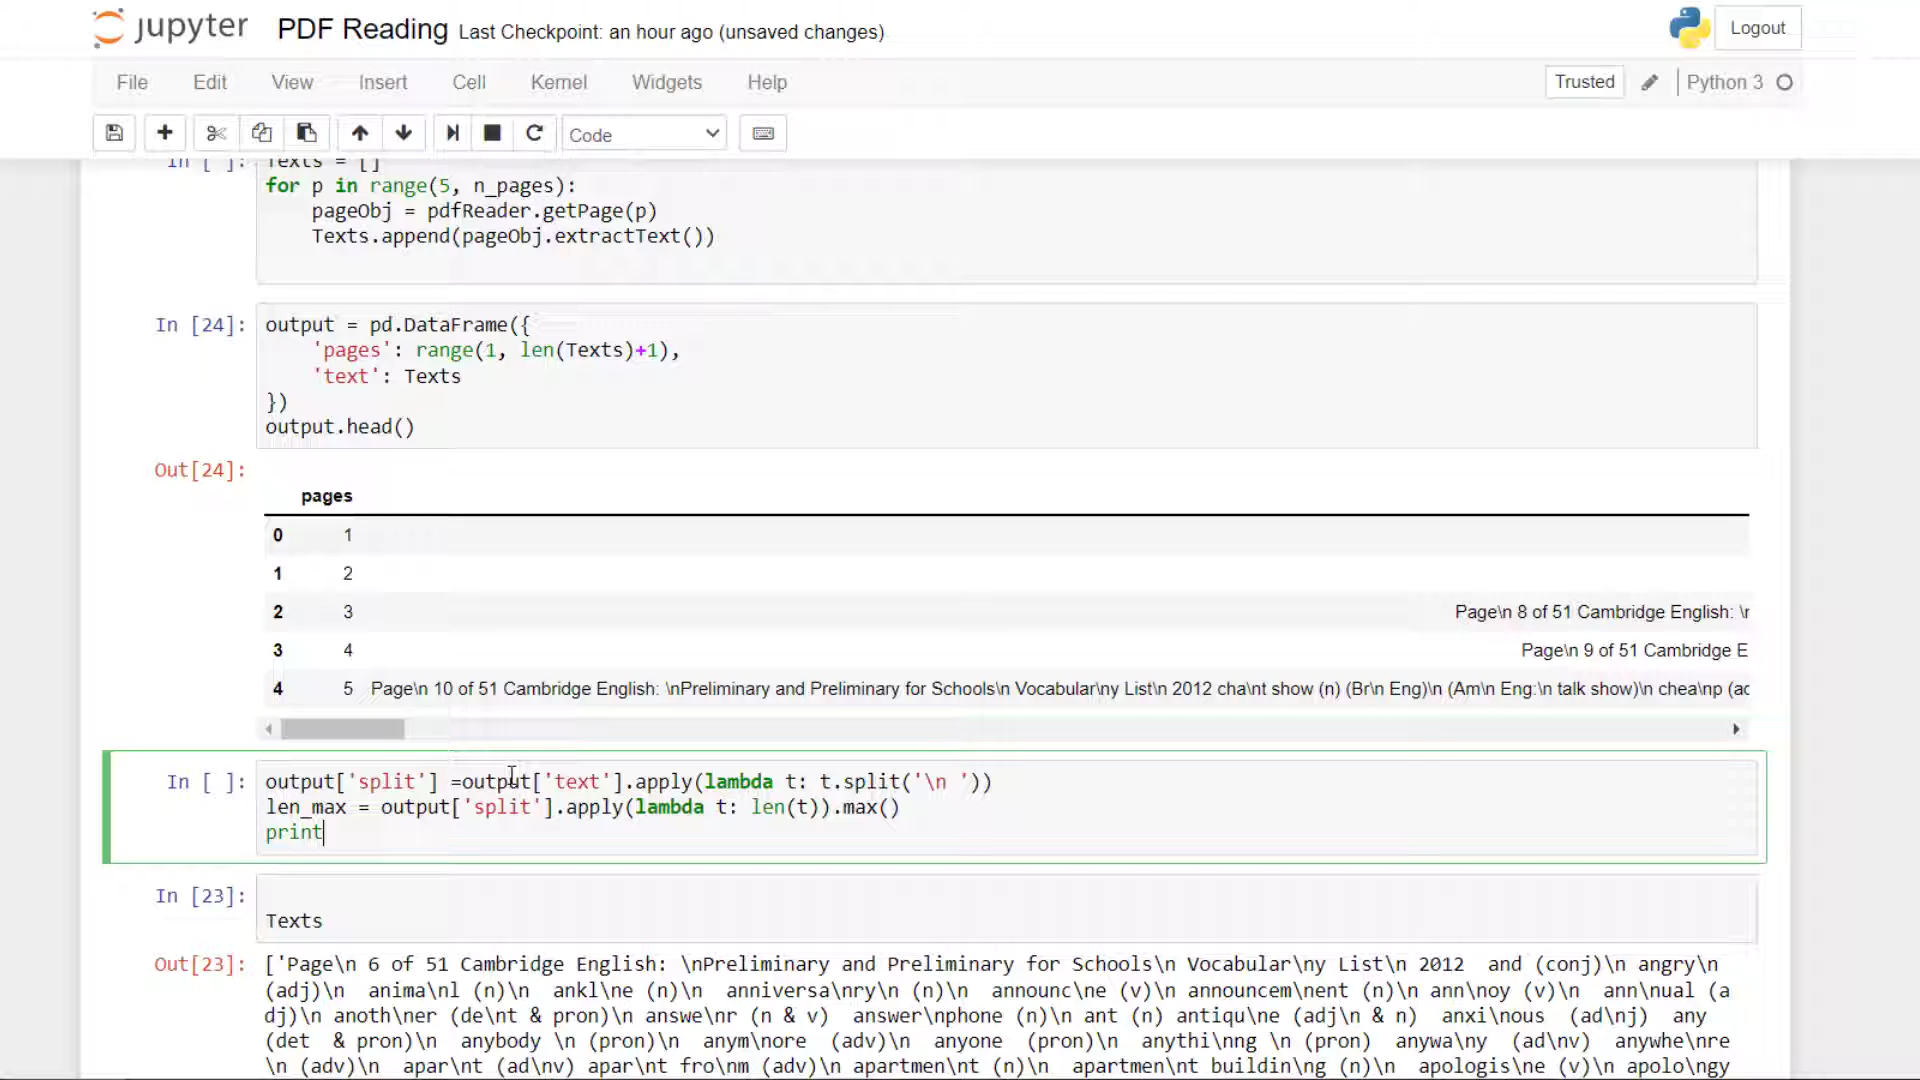 jupyter PDF Reading Last Checkpoint: an hour ago (unsaved changes) Logout
File Edit View Insert Cell Kernel Widgets Help Trusted Python 3
Code
In [ ]: Texts = []
for p in range(5, n_pages):
    pageObj = pdfReader.getPage(p)
    Texts.append(pageObj.extractText())
In [24]: output = pd.DataFrame({
    'pages': range(1, len(Texts)+1),
    'text': Texts
})
output.head()
Out[24]:
pages
0 1
1 2
2 3 Page\n 8 of 51 Cambridge English: \n
3 4 Page\n 9 of 51 Cambridge E
4 5 Page\n 10 of 51 Cambridge English: \nPreliminary and Preliminary for Schools\n Vocabular\ny List\n 2012 cha\nt show (n) (Br\n Eng)\n (Am\n Eng:\n talk show)\n chea\np (ac
In [ ]: output['split'] =output['text'].apply(lambda t: t.split('\n '))
len_max = output['split'].apply(lambda t: len(t)).max()
print
In [23]:
Texts
Out[23]: ['Page\n 6 of 51 Cambridge English: \nPreliminary and Preliminary for Schools\n Vocabular\ny List\n 2012  and (conj)\n angry\n
(adj)\n  anima\nl (n)\n  ankl\ne (n)\n  anniversa\nry\n (n)\n  announc\ne (v)\n announcem\nent (n)\n ann\noy (v)\n  ann\nual (a
dj)\n anoth\ner (de\nt & pron)\n answe\nr (n & v)  answer\nphone (n)\n ant (n) antiqu\ne (adj\n & n)  anxi\nous  (ad\nj)  any
(det  & pron)\n  anybody \n (pron)\n  anym\nore  (adv)\n  anyone  (pron)\n  anythi\nng \n (pron)  anywa\ny  (ad\nv)  anywhe\nre
\n (adv)\n  apar\nt (ad\nv) apar\nt fro\nm (adv)\n apartmen\nt (n)\n  apartmen\nt buildin\ng (n)\n  apologis\ne (v)\n apolo\ngy